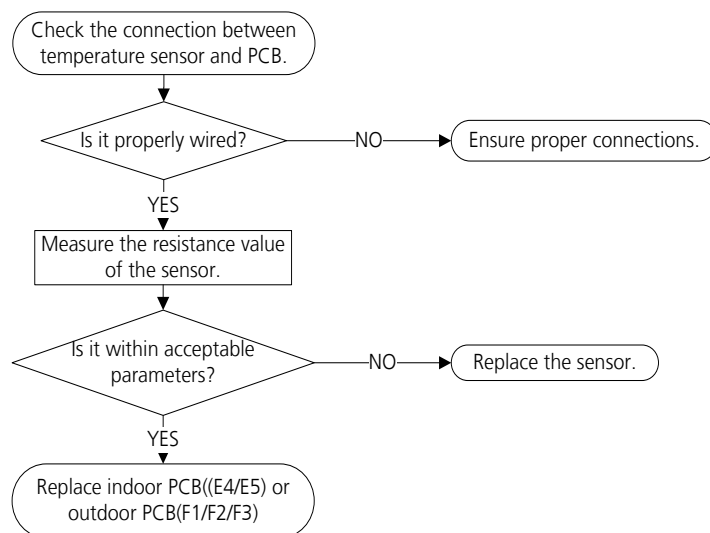 Check the connection between
temperature sensor and PCB.
Is it properly wired?
NO
Ensure proper connections.
YES
Measure the resistance value
of the sensor.
Is it within acceptable
parameters?
NO
Replace the sensor.
YES
Replace indoor PCB((E4/E5) or
outdoor PCB(F1/F2/F3)